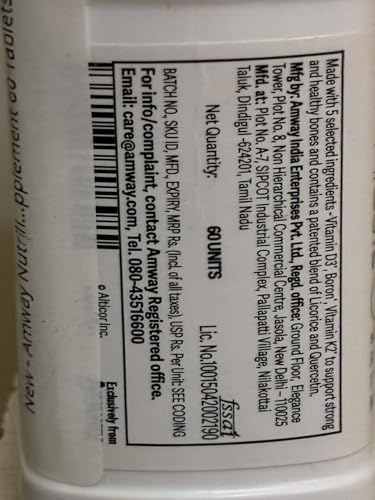 Made with 5 selected ingredients - Vitamin D3, Boron, Vitamin K2 to support strong
and healthy bones and contains a patented blend of Licorice and Quercetin.
Mfg by: Amway India Enterprises Pvt. Ltd., Regd. office: Ground Floor, Elegance
Tower, Plot No. 8, Non Hierarchical Commercial Centre, Jasola, New Delhi – 110025
Mfd. at: Plot No. A-7, SIPCOT Industrial Complex, Pallapatti Village, Nilakottai
Taluk, Dindigul -624201, Tamil Nadu
Net Quantity: 60 UNITS
fssai
Lic. No.10015042002190
BATCH NO, SKU ID, MFD, EXPIRY, MRP Rs. (Incl. of all taxes), USP Rs. Per Unit: SEE CODING
For info/complaint, contact Amway Registered office.
Email: care@amway.com, Tel. 080-43516600
© Alticor Inc.
Exclusively from